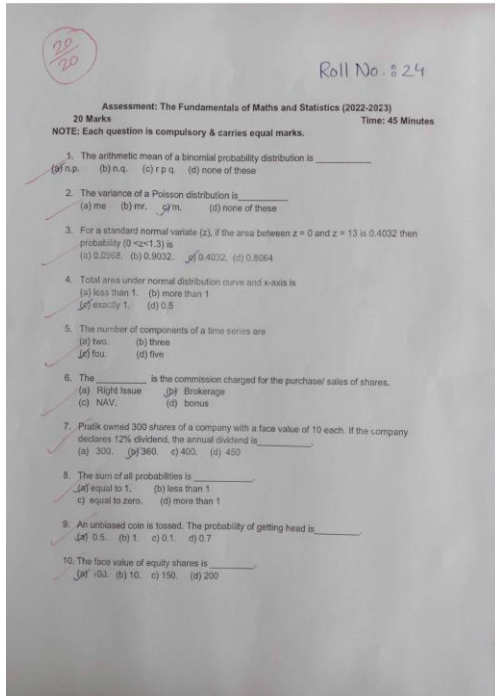 20
20
Roll No. : 24
Assessment: The Fundamentals of Maths and Statistics (2022-2023)
20 Marks Time: 45 Minutes
NOTE: Each question is compulsory & carries equal marks.
1. The arithmetic mean of a binomial probability distribution is ____________
(a) n.p. (b) n.q. (c) r p q. (d) none of these
2. The variance of a Poisson distribution is__________
(a) me (b) mr. c) m. (d) none of these
3. For a standard normal variate (z), if the area between z = 0 and z = 13 is 0.4032 then
probability (0 <z<1.3) is
(a) 0.0968. (b) 0.9032. c) 0.4032. (d) 0.8064
4. Total area under normal distribution curve and x-axis is
(a) less than 1. (b) more than 1
(c) exactly 1. (d) 0.5
5. The number of components of a time series are
(a) two. (b) three
(c) fou. (d) five
6. The __________ is the commission charged for the purchase/ sales of shares.
(a) Right Issue (b) Brokerage
(c) NAV. (d) bonus
7. Pratik owned 300 shares of a company with a face value of 10 each. If the company
declares 12% dividend, the annual dividend is___________.
(a) 300. (b) 360. c) 400. (d) 450
8. The sum of all probabilities is ____________.
(a) equal to 1. (b) less than 1
c) equal to zero. (d) more than 1
9. An unbiased coin is tossed. The probability of getting head is__________.
(a) 0.5. (b) 1. c) 0.1. d) 0.7
10. The face value of equity shares is _________.
(a) 100. (b) 10. c) 150. (d) 200